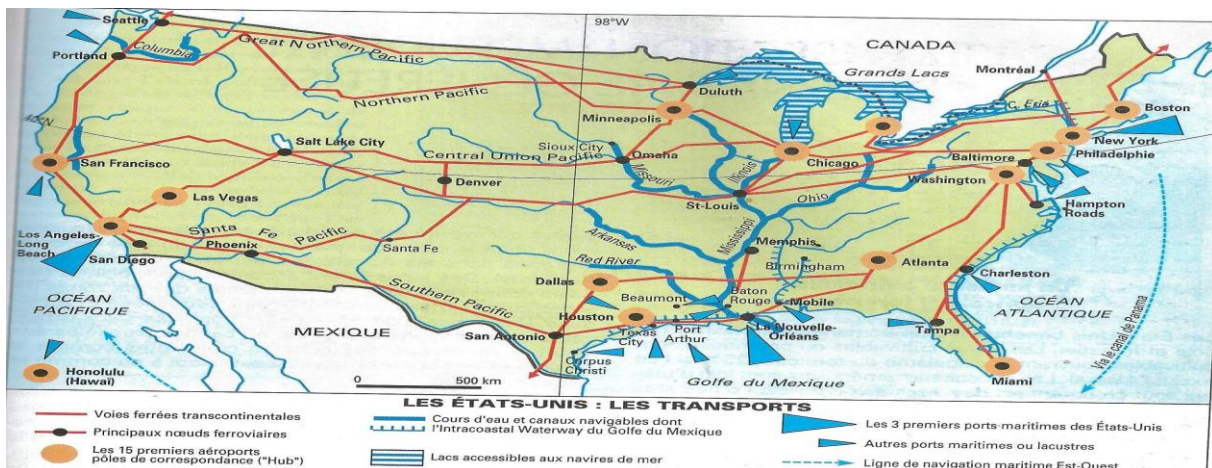 98°W
Seattle
Portland
Columbia
Great Northern Pacific
Northern Pacific
CANADA
Grands Lacs
Duluth
Montréal
C. Erié
Boston
Minneapolis
New York
Philadelphie
Baltimore
Washington
Chicago
Sioux City
Omaha
Central Union Pacific
Salt Lake City
San Francisco
Denver
Missouri
Illinois
St-Louis
Ohio
Hampton
Roads
Las Vegas
Los Angeles-
Long
Beach
San Diego
Phoenix
Santa Fe Pacific
Santa Fe
Arkansas
Red River
Mississippi
Memphis
Birmingham
Atlanta
Charleston
Dallas
Beaumont
Baton
Rouge
Mobile
Houston
Texas
City
Port
Arthur
La Nouvelle-
Orléans
Southern Pacific
San Antonio
Corpus
Christi
Tampa
Miami
OCÉAN
PACIFIQUE
MEXIQUE
OCÉAN
ATLANTIQUE
Via le canal de Panama
Golfe du Mexique
Honolulu
(Hawaï)
0 500 km
LES ÉTATS-UNIS : LES TRANSPORTS
Voies ferrées transcontinentales
Principaux nœuds ferroviaires
Les 15 premiers aéroports
pôles de correspondance ("Hub")
Cours d'eau et canaux navigables dont
l'Intracoastal Waterway du Golfe du Mexique
Lacs accessibles aux navires de mer
Les 3 premiers ports maritimes des États-Unis
Autres ports maritimes ou lacustres
Ligne de navigation maritime Est-Ouest